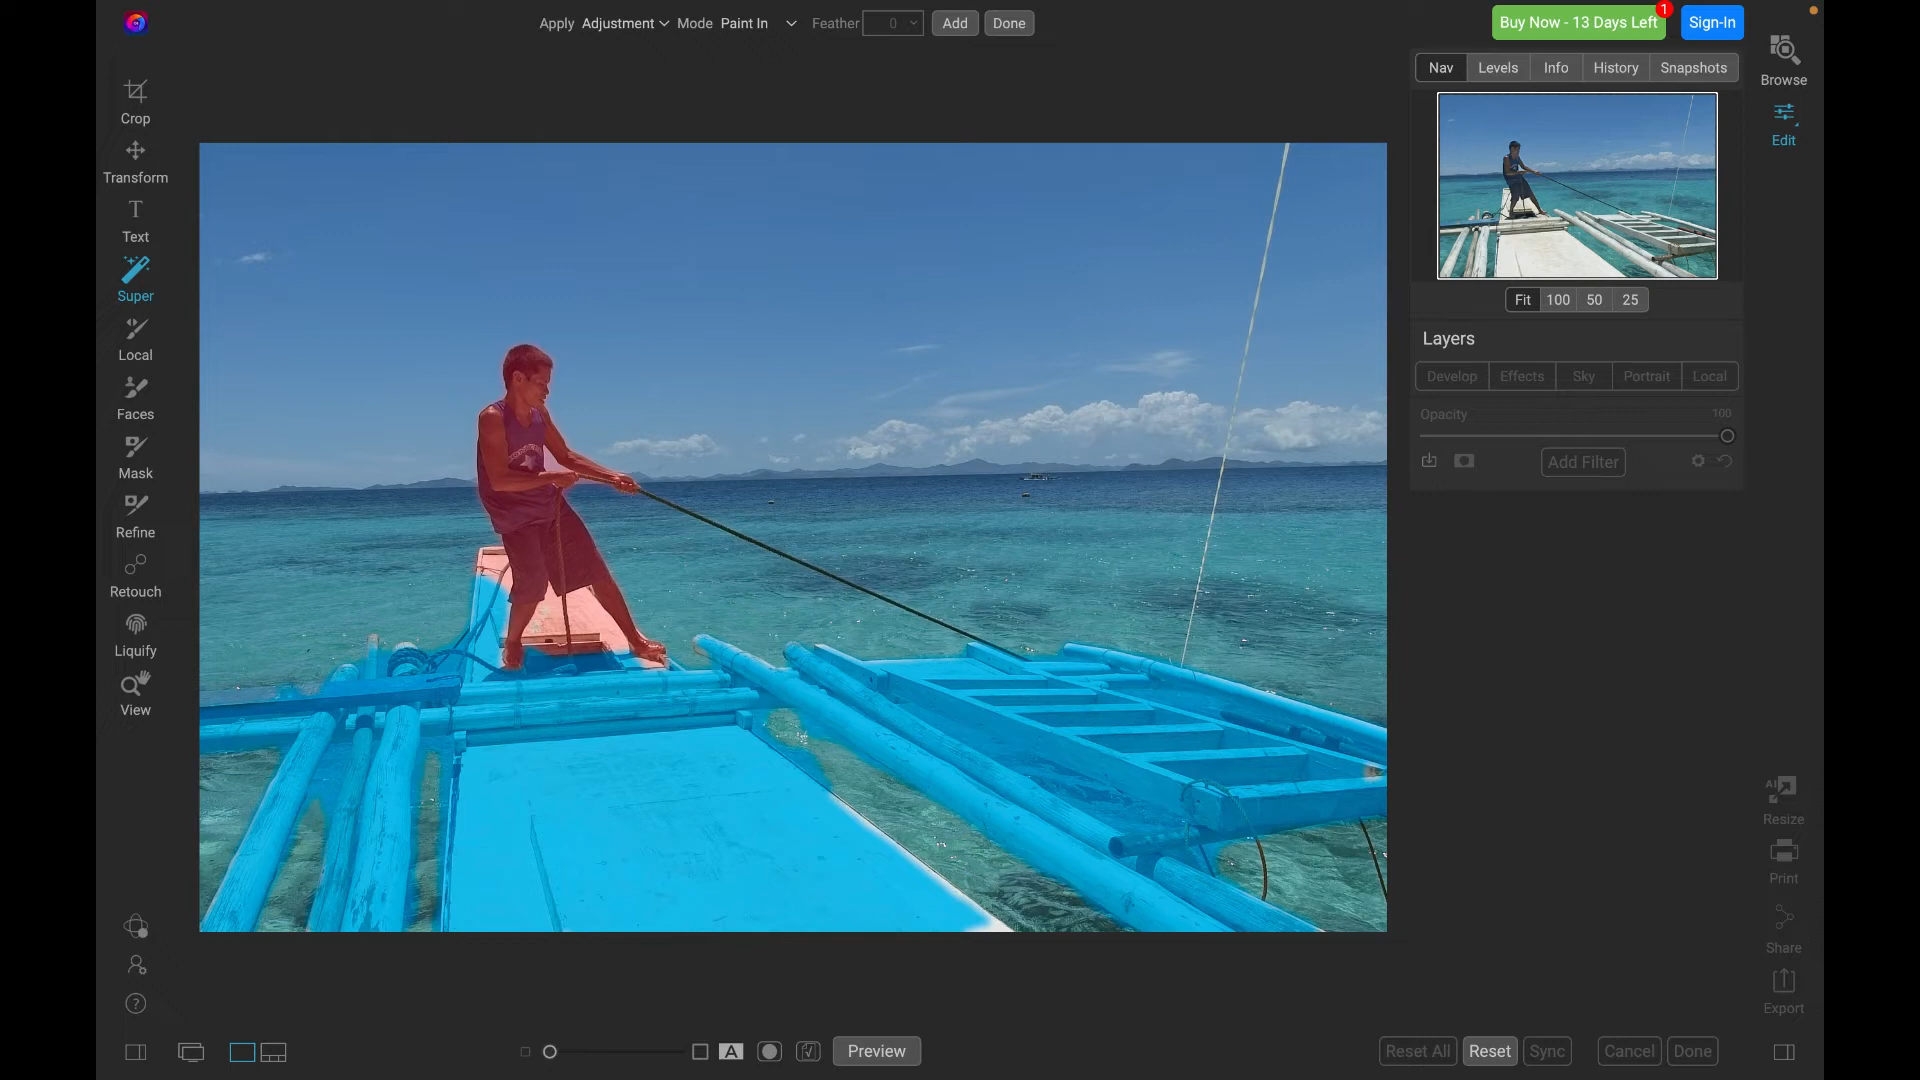 Apply Adjustment Mode Paint In Feather 0 Add Done
Buy Now - 13 Days Left
1
Sign-In
Crop
Transform
Text
Super
Local
Faces
Mask
Refine
Retouch
Liquify
View
Nav Levels Info History Snapshots
Fit 100 50 25
Layers
Develop Effects Sky Portrait Local
Opacity 100
Add Filter
Browse
Edit
AI
Resize
Print
Share
Export
A
Preview
Reset All Reset Sync Cancel Done